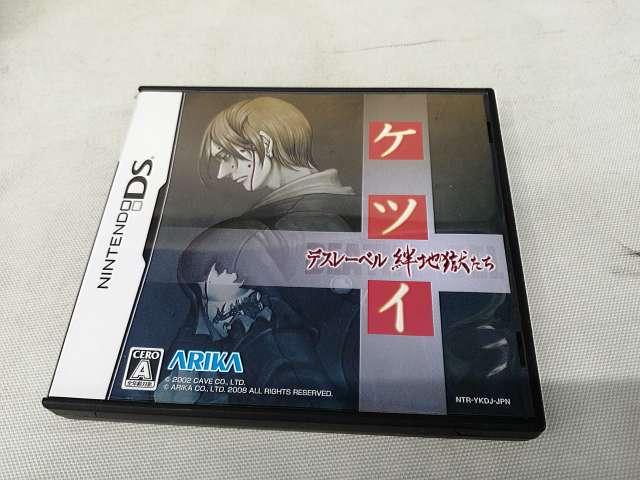 NINTENDO DS
ケツイ
デスレーベル 絆地獄たち
CERO
A
全年齢対象
ARIKA
© 2002 CAVE CO., LTD.
© ARIKA CO., LTD. 2008 ALL RIGHTS RESERVED.
NTR-YKDJ-JPN